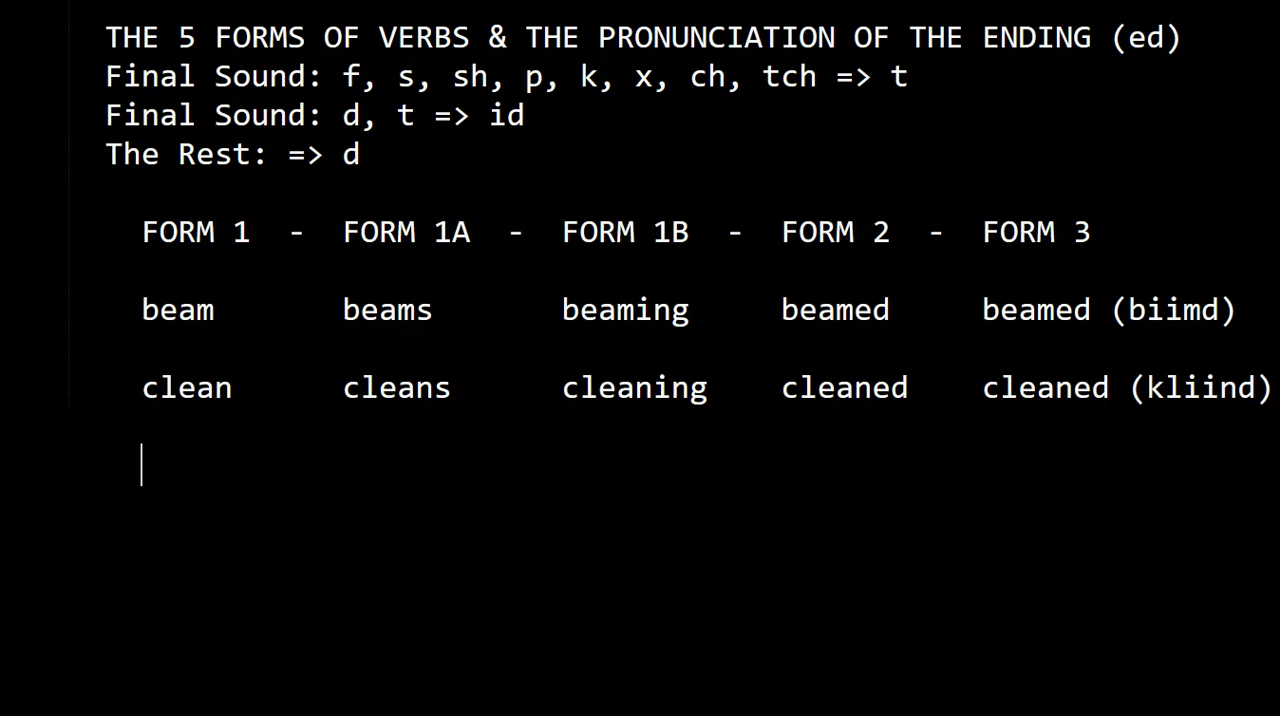 THE 5 FORMS OF VERBS & THE PRONUNCIATION OF THE ENDING (ed)
Final Sound: f, s, sh, p, k, x, ch, tch => t
Final Sound: d, t => id
The Rest: => d
FORM 1 - FORM 1A - FORM 1B - FORM 2 - FORM 3
beam beams beaming beamed beamed (biimd)
clean cleans cleaning cleaned cleaned (kliind)